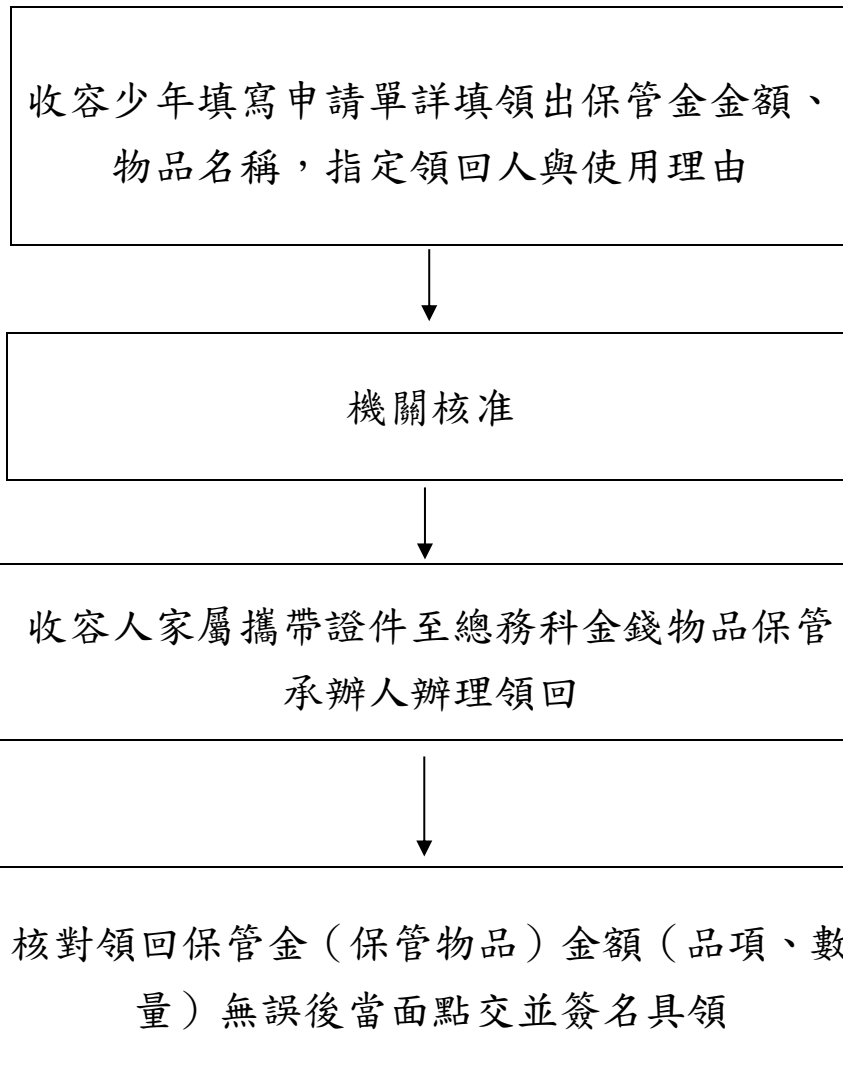 收容少年填寫申請單詳填領出保管金金額、
物品名稱，指定領回人與使用理由
機關核准
收容人家屬攜帶證件至總務科金錢物品保管
承辦人辦理領回
核對領回保管金（保管物品）金額（品項、數
量）無誤後當面點交並簽名具領